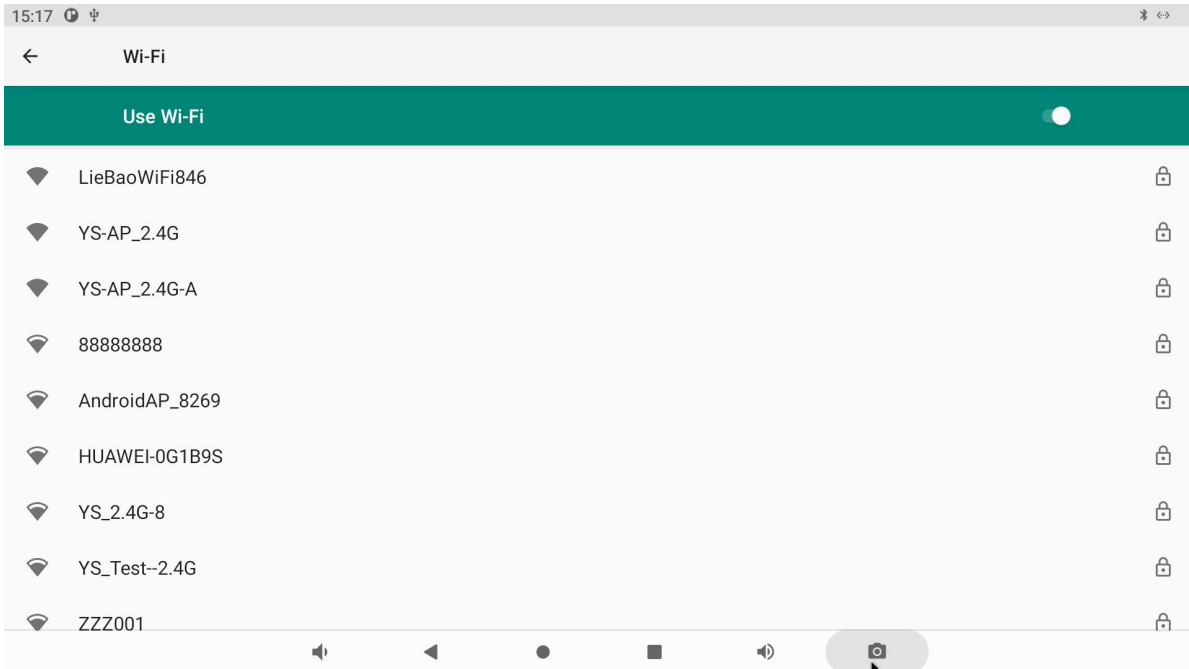 15:17
Wi-Fi
Use Wi-Fi
LieBaoWiFi846
YS-AP_2.4G
YS-AP_2.4G-A
88888888
AndroidAP_8269
HUAWEI-0G1B9S
YS_2.4G-8
YS_Test--2.4G
ZZZ001